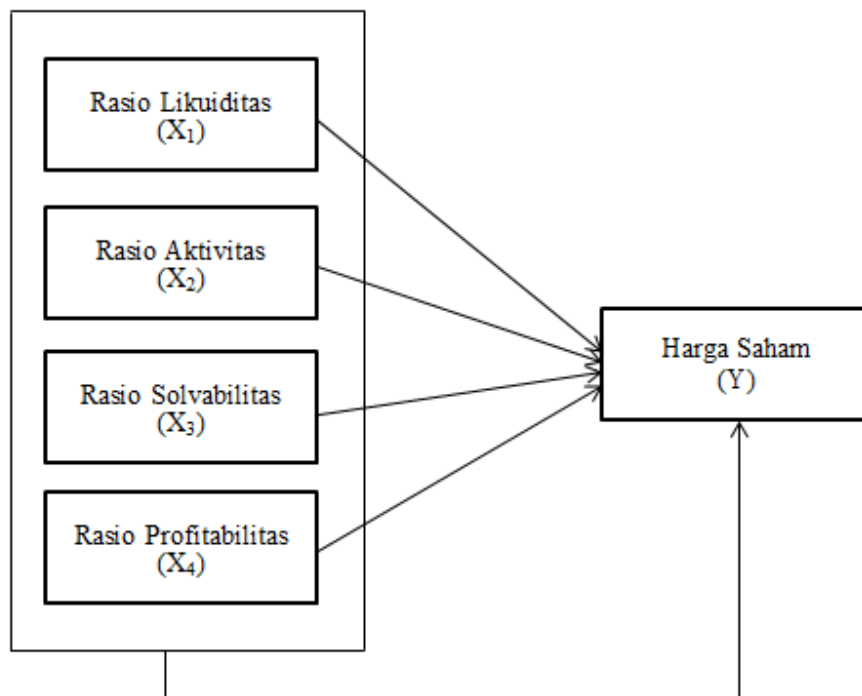 Rasio Likuiditas
(X₁)
Rasio Aktivitas
(X₂)
Rasio Solvabilitas
(X₃)
Rasio Profitabilitas
(X₄)
Harga Saham
(Y)